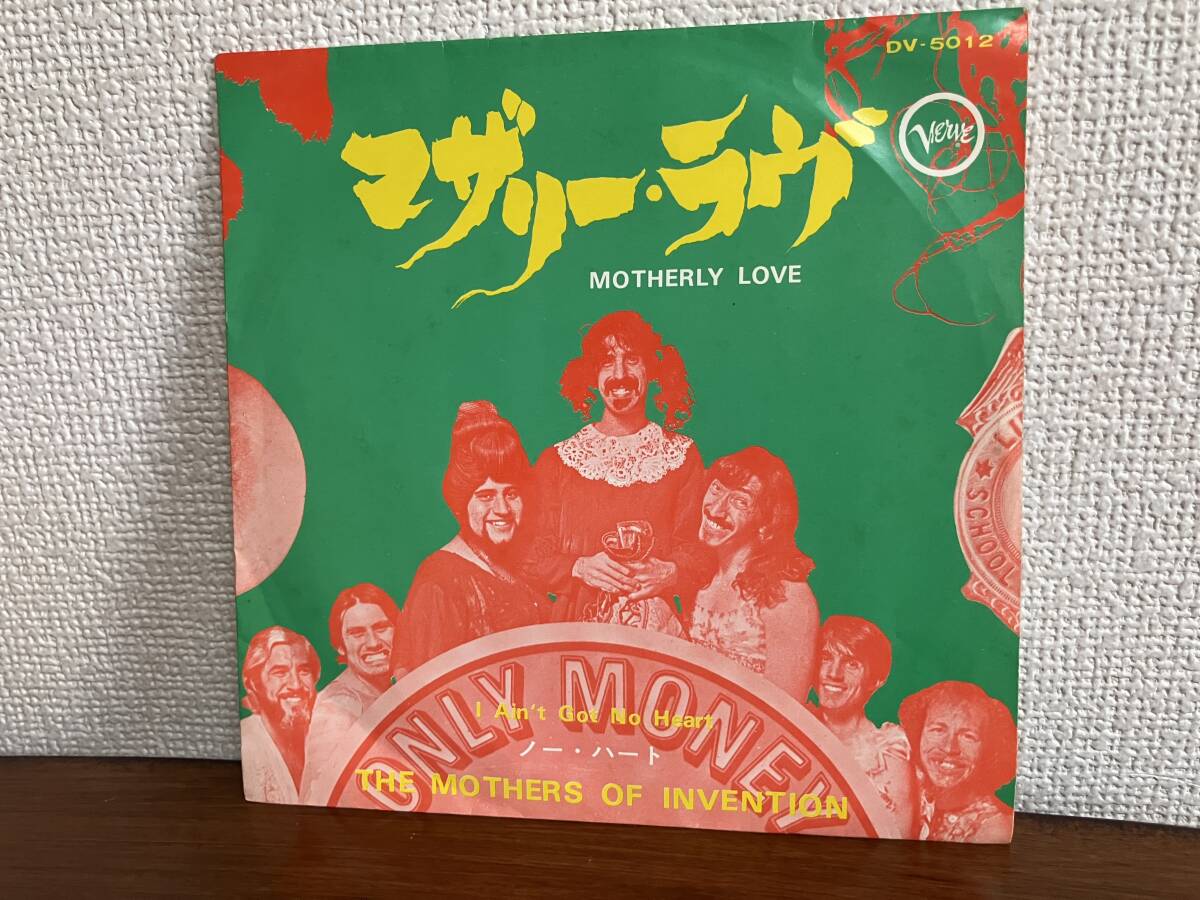 DV-5012
Verve
マザリー・ラヴ
MOTHERLY LOVE
SCHOOL
ONLY MONEY
I Ain't Got No Heart
ノー・ハート
THE MOTHERS OF INVENTION